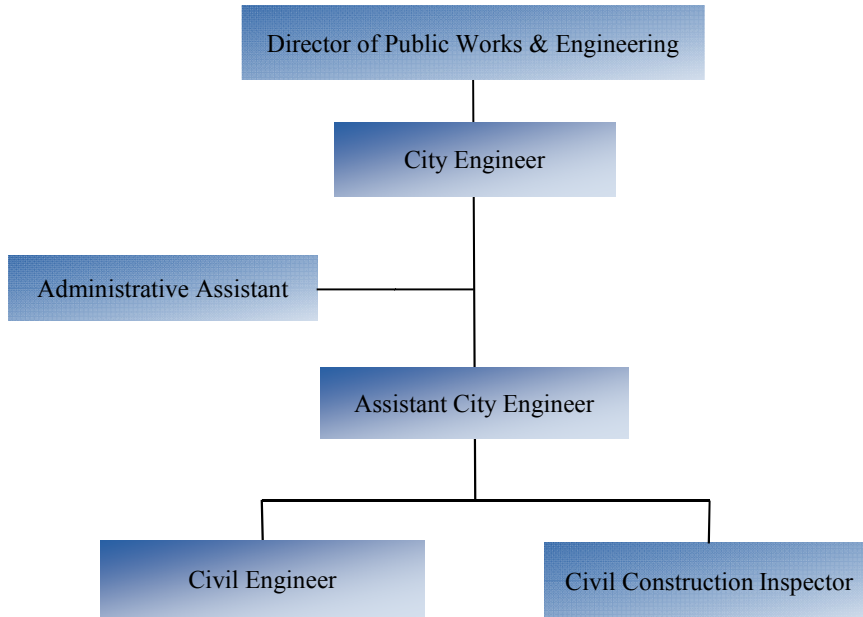 Director of Public Works & Engineering
City Engineer
Administrative Assistant
Assistant City Engineer
Civil Engineer
Civil Construction Inspector